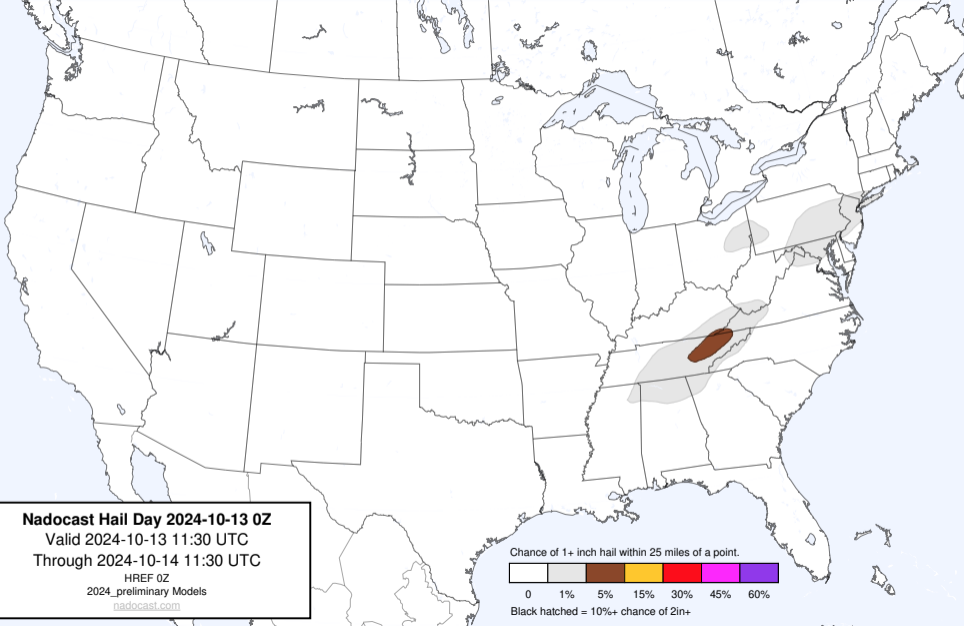 Nadocast Hail Day 2024-10-13 0Z
Valid 2024-10-13 11:30 UTC
Through 2024-10-14 11:30 UTC
HREF 0Z
2024_preliminary Models
nadocast.com
Chance of 1+ inch hail within 25 miles of a point.
0 1% 5% 15% 30% 45% 60%
Black hatched = 10%+ chance of 2in+